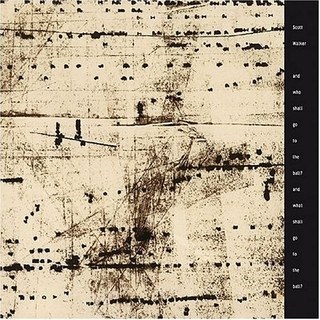 Scott
Walker
and
who
shall
go
to
the
ball?
and
what
shall
go
to
the
ball?